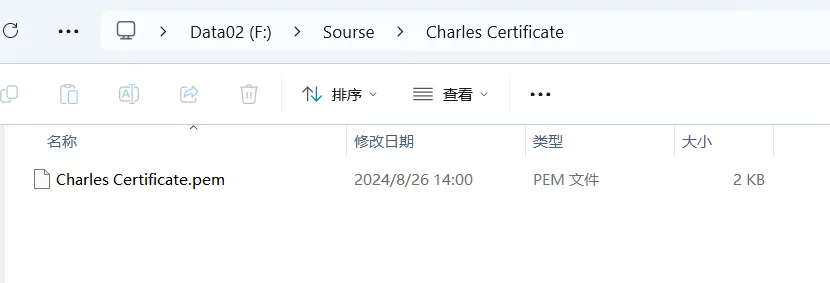 Data02 (F:) Sourse Charles Certificate
排序 查看
名称 修改日期 类型 大小
Charles Certificate.pem 2024/8/26 14:00 PEM 文件 2 KB